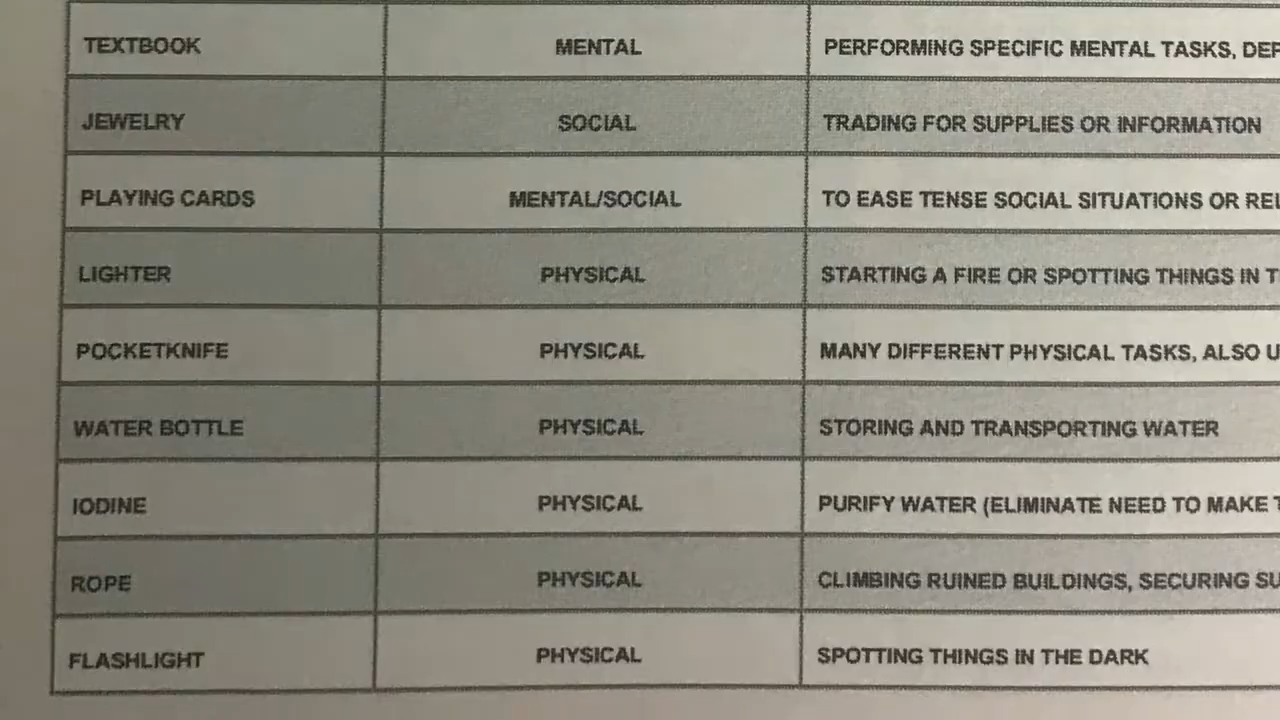 TEXTBOOK MENTAL PERFORMING SPECIFIC MENTAL TASKS,
JEWELRY SOCIAL TRADING FOR SUPPLIES OR INFORMATION
PLAYING CARDS MENTAL/SOCIAL TO EASE TENSE SOCIAL SITUATIONS OR
LIGHTER PHYSICAL STARTING A FIRE OR SPOTTING THINGS IN
POCKETKNIFE PHYSICAL MANY DIFFERENT PHYSICAL TASKS, ALSO
WATER BOTTLE PHYSICAL STORING AND TRANSPORTING WATER
IODINE PHYSICAL PURIFY WATER (ELIMINATE NEED TO MAKE
ROPE PHYSICAL CLIMBING RUINED BUILDINGS, SECURING
FLASHLIGHT PHYSICAL SPOTTING THINGS IN THE DARK